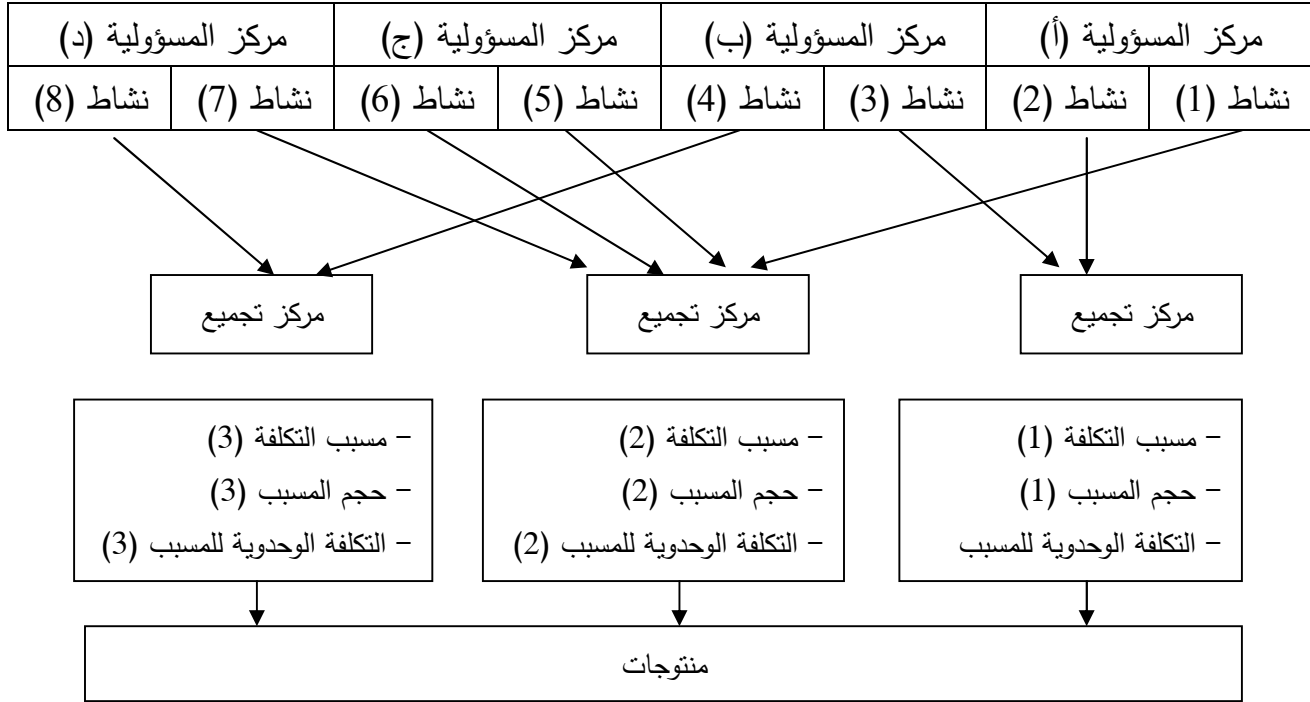 مركز المسؤولية (أ) مركز المسؤولية (ب) مركز المسؤولية (ج) مركز المسؤولية (د)
نشاط (1) نشاط (2) نشاط (3) نشاط (4) نشاط (5) نشاط (6) نشاط (7) نشاط (8)
مركز تجميع مركز تجميع مركز تجميع
- مسبب التكلفة (1)
- حجم المسبب (1)
- التكلفة الوحدوية للمسبب
- مسبب التكلفة (2)
- حجم المسبب (2)
- التكلفة الوحدوية للمسبب (2)
- مسبب التكلفة (3)
- حجم المسبب (3)
- التكلفة الوحدوية للمسبب (3)
منتوجات